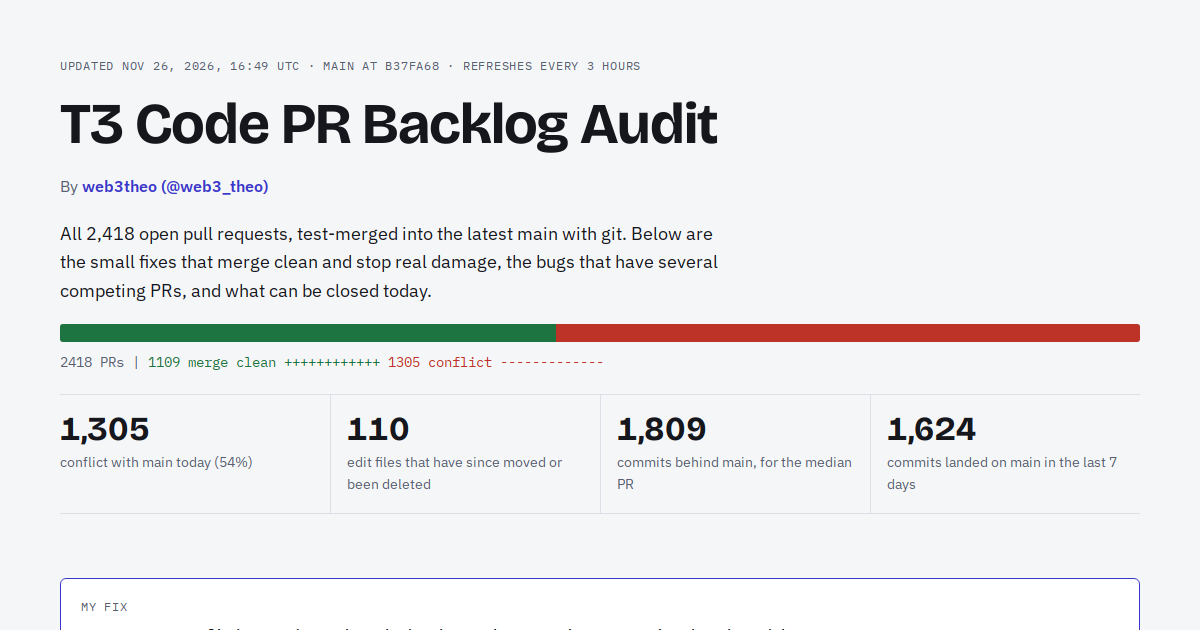 UPDATED NOV 26, 2026, 16:49 UTC · MAIN AT B37FA68 · REFRESHES EVERY 3 HOURS
T3 Code PR Backlog Audit
By web3theo (@web3_theo)
All 2,418 open pull requests, test-merged into the latest main with git. Below are
the small fixes that merge clean and stop real damage, the bugs that have several
competing PRs, and what can be closed today.
2418 PRs | 1109 merge clean ++++++++++++ 1305 conflict -------------
1,305
conflict with main today (54%)
110
edit files that have since moved or
been deleted
1,809
commits behind main, for the median
PR
1,624
commits landed on main in the last 7
days
MY FIX